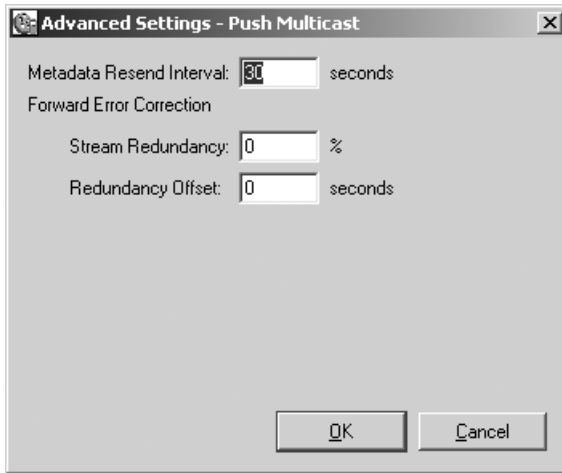 Advanced Settings - Push Multicast
Metadata Resend Interval: 30 seconds
Forward Error Correction
Stream Redundancy: 0 %
Redundancy Offset: 0 seconds
OK Cancel